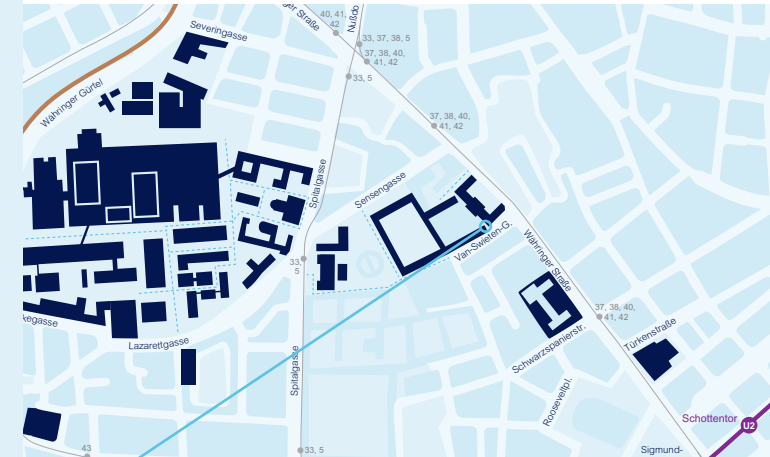 40, 41,
42
ger Straße
Nußdo
Severingasse
33, 37, 38, 5
37, 38, 40,
41, 42
33, 5
Währinger Gürtel
37, 38, 40,
41, 42
Spitalgasse
Sensengasse
Van-Swieten-G.
Währinger Straße
33,
5
37, 38, 40,
41, 42
kegasse
Lazarettgasse
Schwarzspanierstr.
Türkenstraße
Spitalgasse
Rooseveltpl.
Schottentor
U2
43
33, 5
Sigmund-